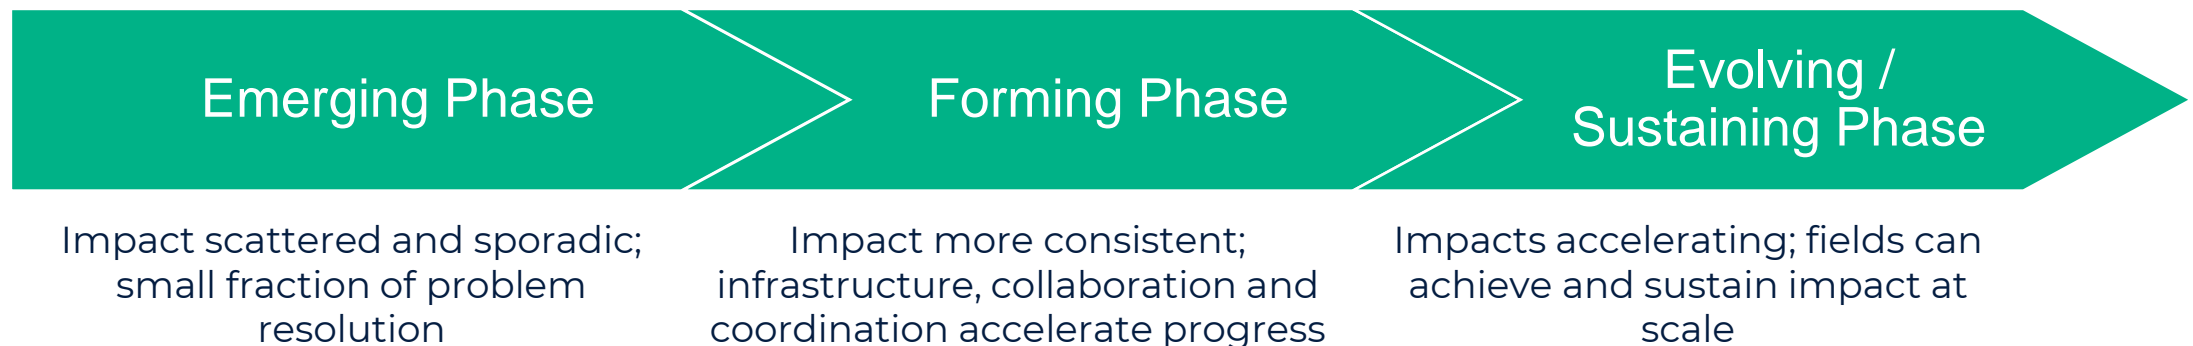 Emerging Phase
Forming Phase
Evolving /
Sustaining Phase
Impact scattered and sporadic;
small fraction of problem
resolution
Impact more consistent;
infrastructure, collaboration and
coordination accelerate progress
Impacts accelerating; fields can
achieve and sustain impact at
scale